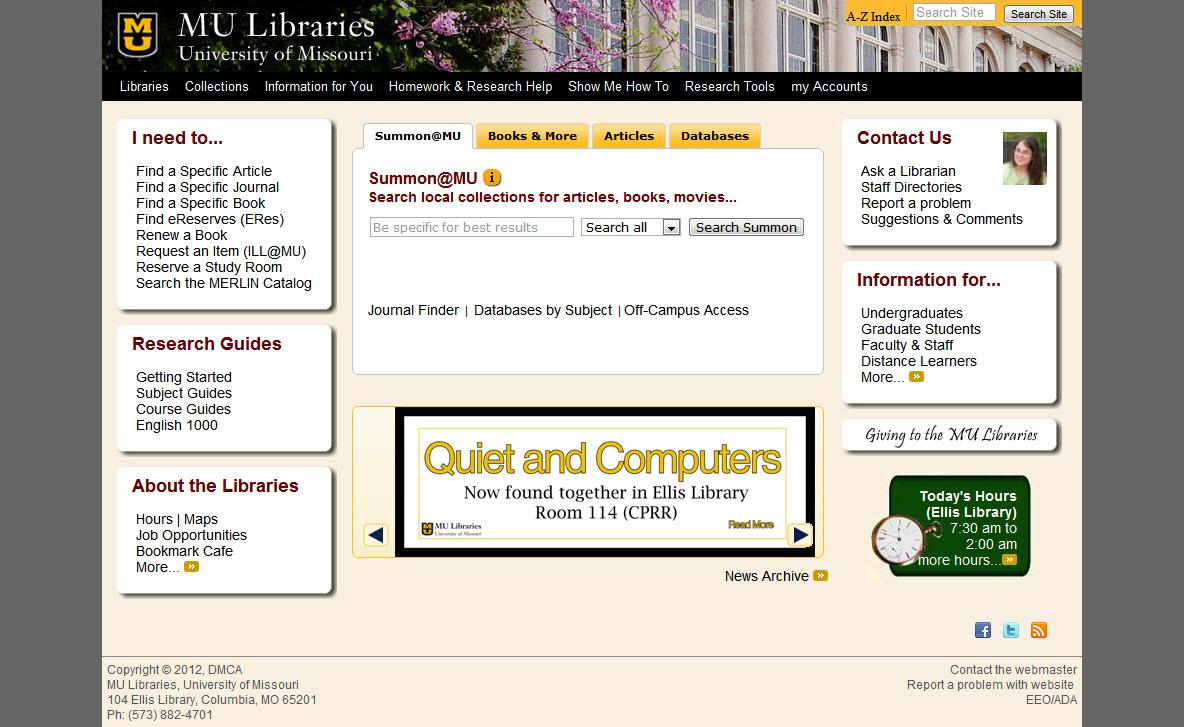 MU Libraries
University of Missouri
A-Z Index
Search Site
Search Site
Libraries Collections Information for You Homework & Research Help Show Me How To Research Tools my Accounts
I need to...
Find a Specific Article
Find a Specific Journal
Find a Specific Book
Find eReserves (ERes)
Renew a Book
Request an Item (ILL@MU)
Reserve a Study Room
Search the MERLIN Catalog
Research Guides
Getting Started
Subject Guides
Course Guides
English 1000
About the Libraries
Hours | Maps
Job Opportunities
Bookmark Cafe
More...
Summon@MU Books & More Articles Databases
Summon@MU i
Search local collections for articles, books, movies...
Be specific for best results Search all Search Summon
Journal Finder | Databases by Subject | Off-Campus Access
Quiet and Computers
Now found together in Ellis Library
Room 114 (CPRR)
MU Libraries
University of Missouri
Read More
News Archive
Contact Us
Ask a Librarian
Staff Directories
Report a problem
Suggestions & Comments
Information for...
Undergraduates
Graduate Students
Faculty & Staff
Distance Learners
More...
Giving to the MU Libraries
Today's Hours
(Ellis Library)
7:30 am to
2:00 am
more hours...
Copyright © 2012, DMCA
MU Libraries, University of Missouri
104 Ellis Library, Columbia, MO 65201
Ph: (573) 882-4701
Contact the webmaster
Report a problem with website
EEO/ADA